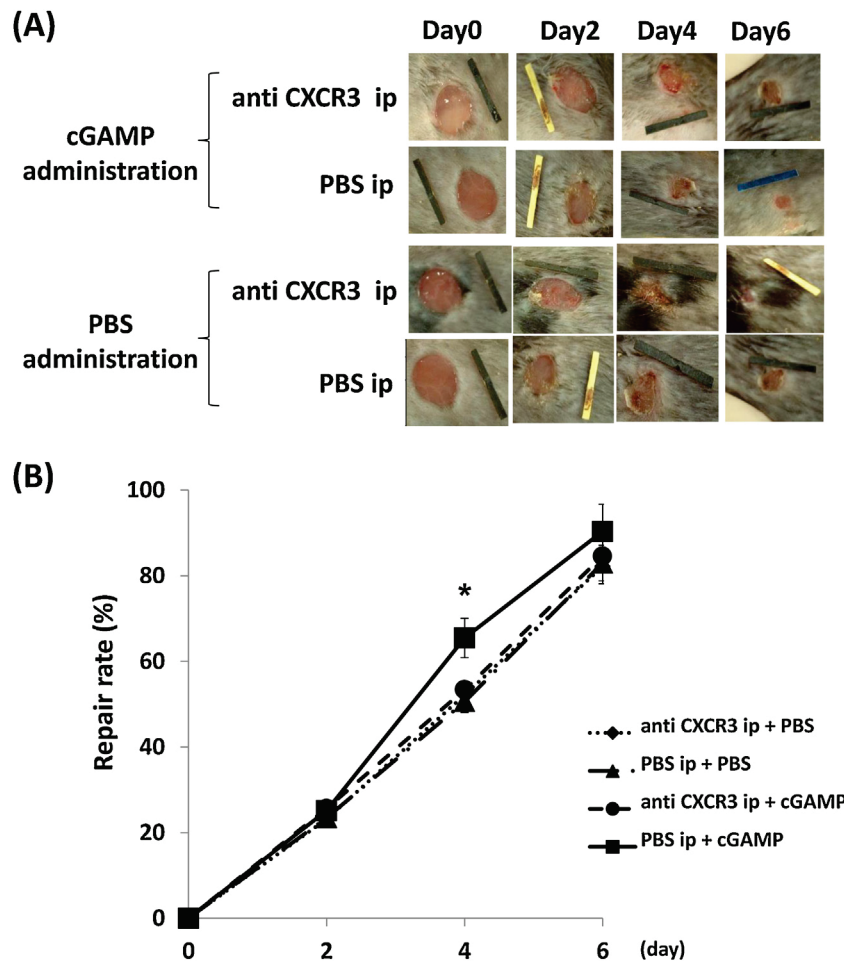 (A)
Day0 Day2 Day4 Day6
cGAMP
administration
anti CXCR3 ip
PBS ip
PBS
administration
anti CXCR3 ip
PBS ip
(B)
Repair rate (%)
100
80
60
40
20
0
*
0 2 4 6 (day)
anti CXCR3 ip + PBS
PBS ip + PBS
anti CXCR3 ip + cGAMP
PBS ip + cGAMP